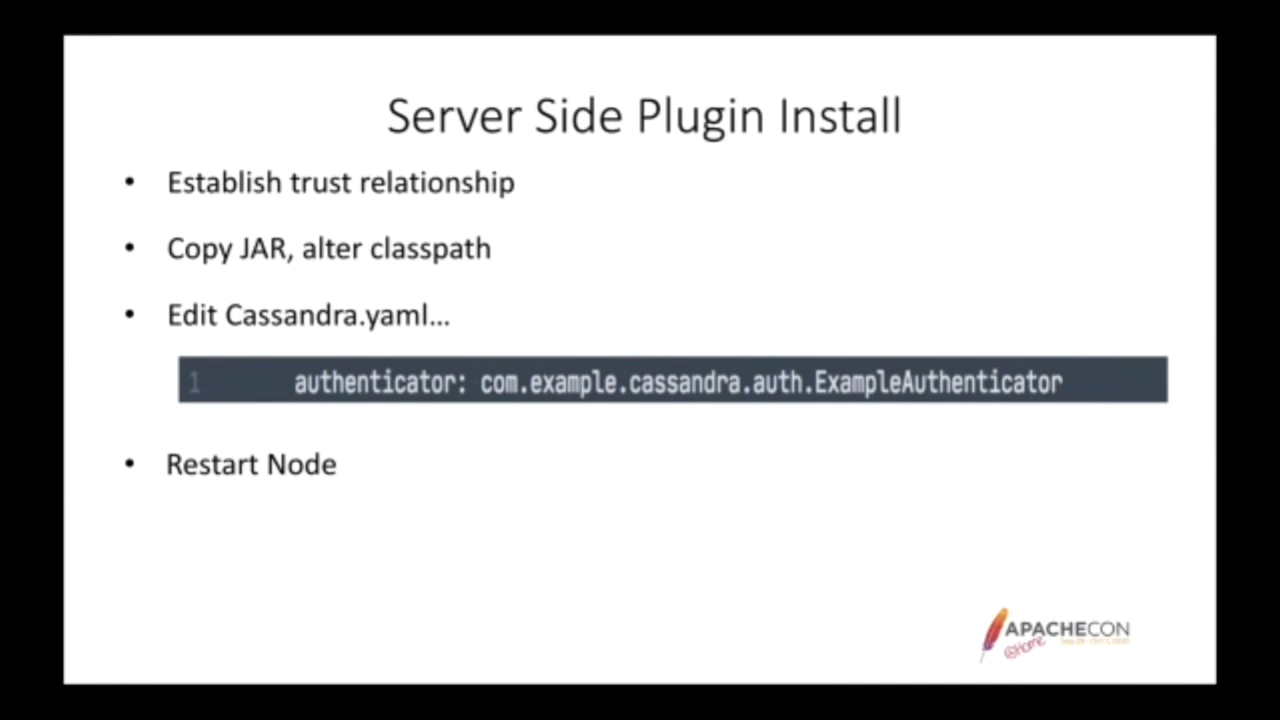 Server Side Plugin Install
• Establish trust relationship
• Copy JAR, alter classpath
• Edit Cassandra.yaml...
1 authenticator: com.example.cassandra.auth.ExampleAuthenticator
• Restart Node
APACHECON
@Home